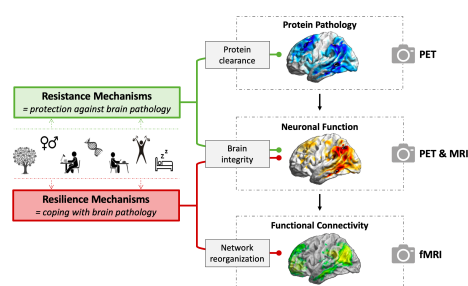 Protein Pathology
Protein
clearance
PET
Resistance Mechanisms
= protection against brain pathology
Neuronal Function
Brain
integrity
PET & MRI
zZ
Resilience Mechanisms
= coping with brain pathology
Functional Connectivity
Network
reorganization
fMRI